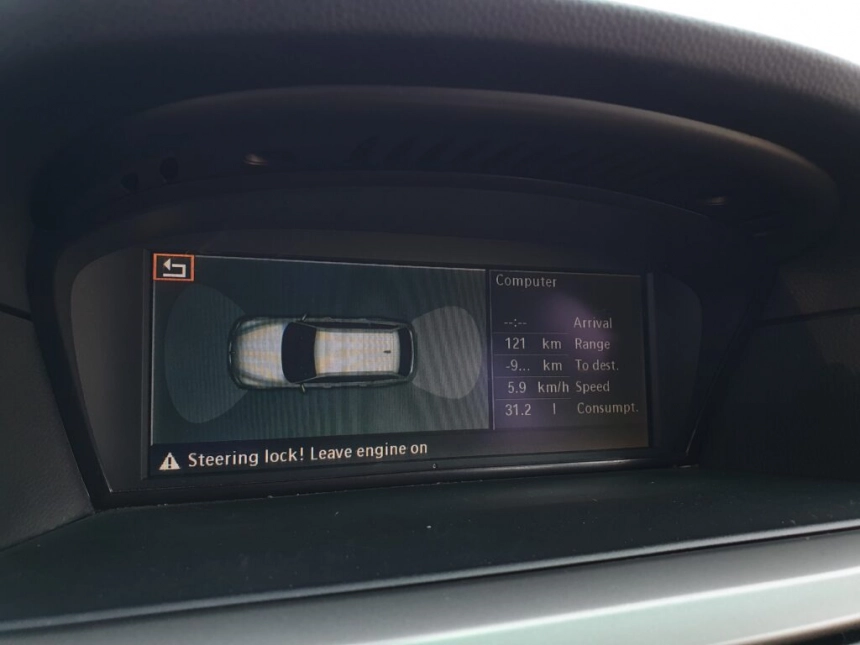 Computer
--:-- Arrival
121 km Range
-9... km To dest.
5.9 km/h Speed
31.2 l Consumpt.
Steering lock! Leave engine on